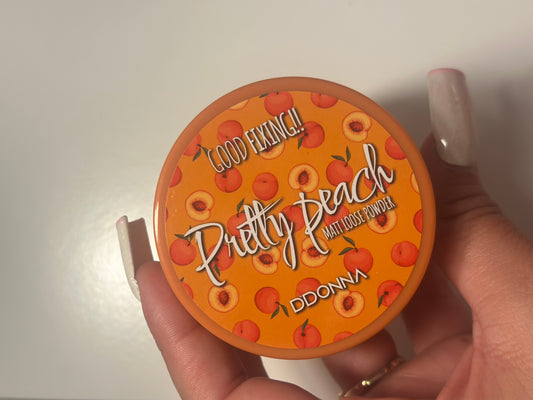 GOOD FIXING!!
Pretty peach
MATT LOOSE POWDER
DDONNA